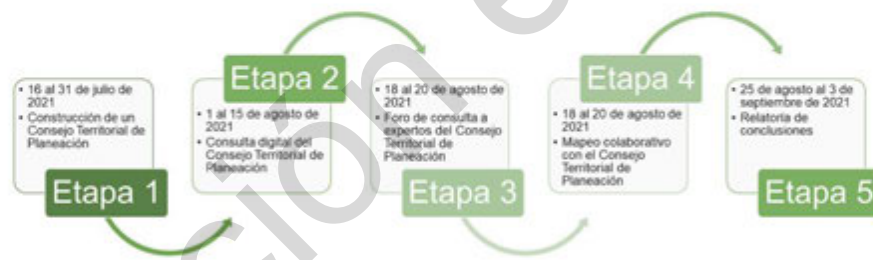 • 16 al 31 de julio de
2021
• Construcción de un
Consejo Territorial de
Planeación
Etapa 1
Etapa 2
• 1 al 15 de agosto de
2021
• Consulta digital del
Consejo Territorial de
Planeación
• 18 al 20 de agosto de
2021
• Foro de consulta a
expertos del Consejo
Territorial de
Planeación
Etapa 3
Etapa 4
• 18 al 20 de agosto de
2021
• Mapeo colaborativo
con el Consejo
Territorial de
Planeación
• 25 de agosto al 3 de
septiembre de 2021
• Relatoría de
conclusiones
Etapa 5
ción e